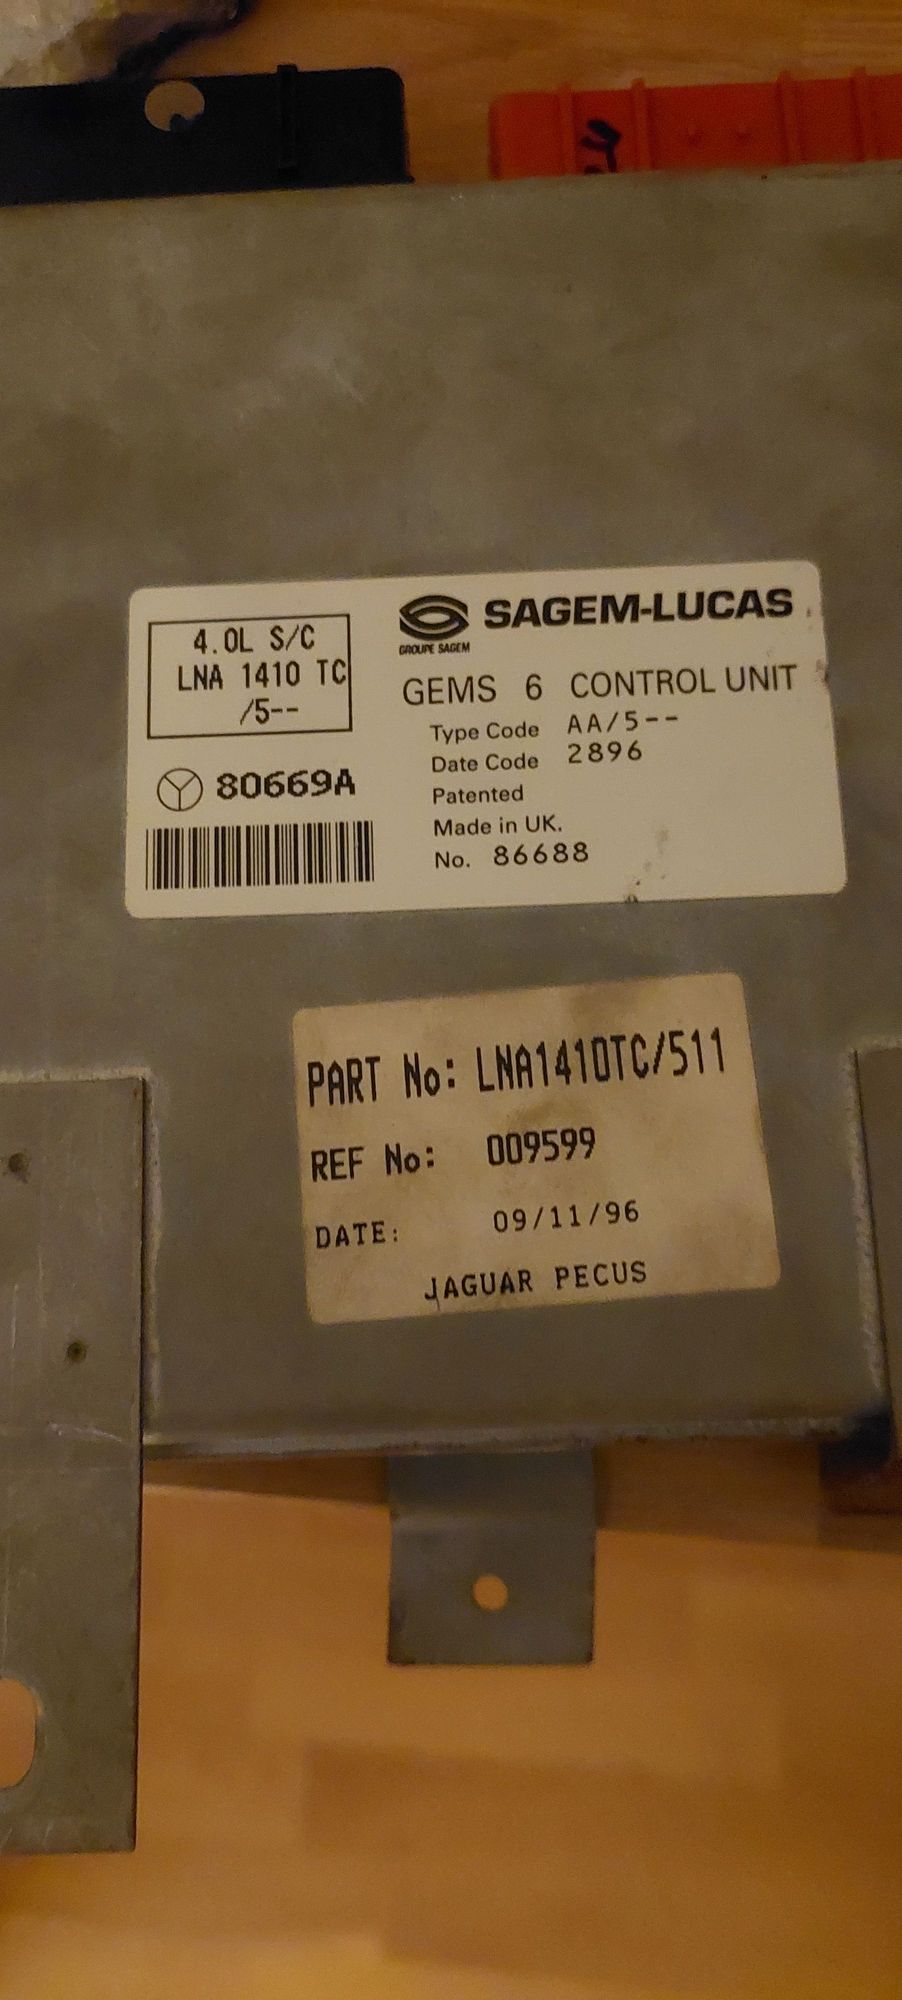 4.0L S/C
LNA 1410 TC
/5--
80669A
SAGEM-LUCAS
GROUPE SAGEM
GEMS 6 CONTROL UNIT
Type Code AA/5--
Date Code 2896
Patented
Made in UK.
No. 86688
PART No: LNA1410TC/511
REF No: 009599
DATE: 09/11/96
JAGUAR PECUS